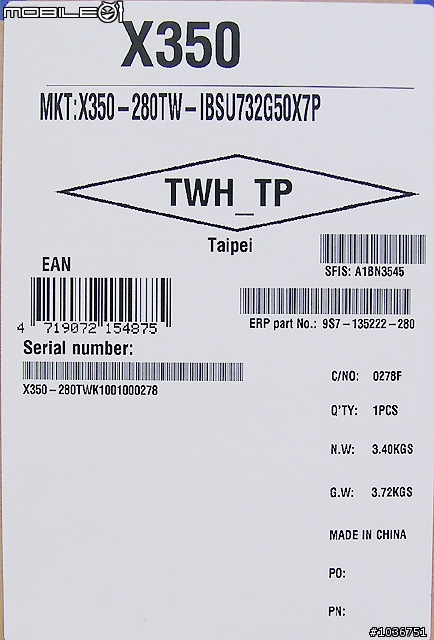 MOBILE01
X350
MKT:X350-280TW-IBSU732G50X7P
TWH_TP
Taipei
EAN
SFIS: A1BN3545
4 719072 154875
ERP part No.: 9S7-135222-280
Serial number:
X350-280TWK1001000278
C/NO: 0278F
Q'TY: 1PCS
N.W: 3.40KGS
G.W: 3.72KGS
MADE IN CHINA
PO:
PN:
#1036751